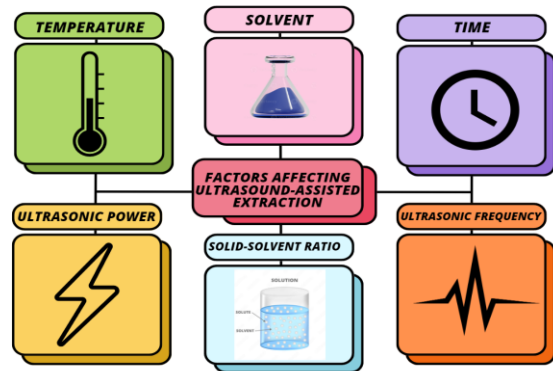 TEMPERATURE
SOLVENT
TIME
FACTORS AFFECTING
ULTRASOUND-ASSISTED
EXTRACTION
ULTRASONIC POWER
SOLID-SOLVENT RATIO
ULTRASONIC FREQUENCY
SOLUTION
SOLUTE
SOLVENT